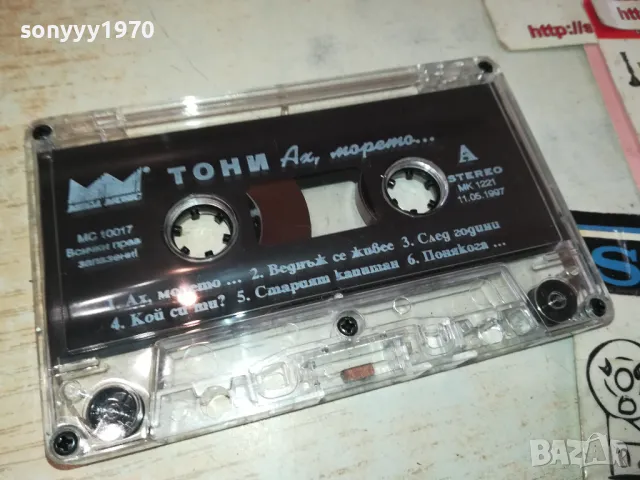 sonyyy1970
http://s
ТОНИ Ах, морето...
A
STEREO
MK 1221
11.05.1997
MC 10017
Всички права
запазени!
1. Ах, морето ... 2. Веднъж се живее 3. След години
4. Кой си ти? 5. Старият капитан 6. Понякога ...
BAZAR